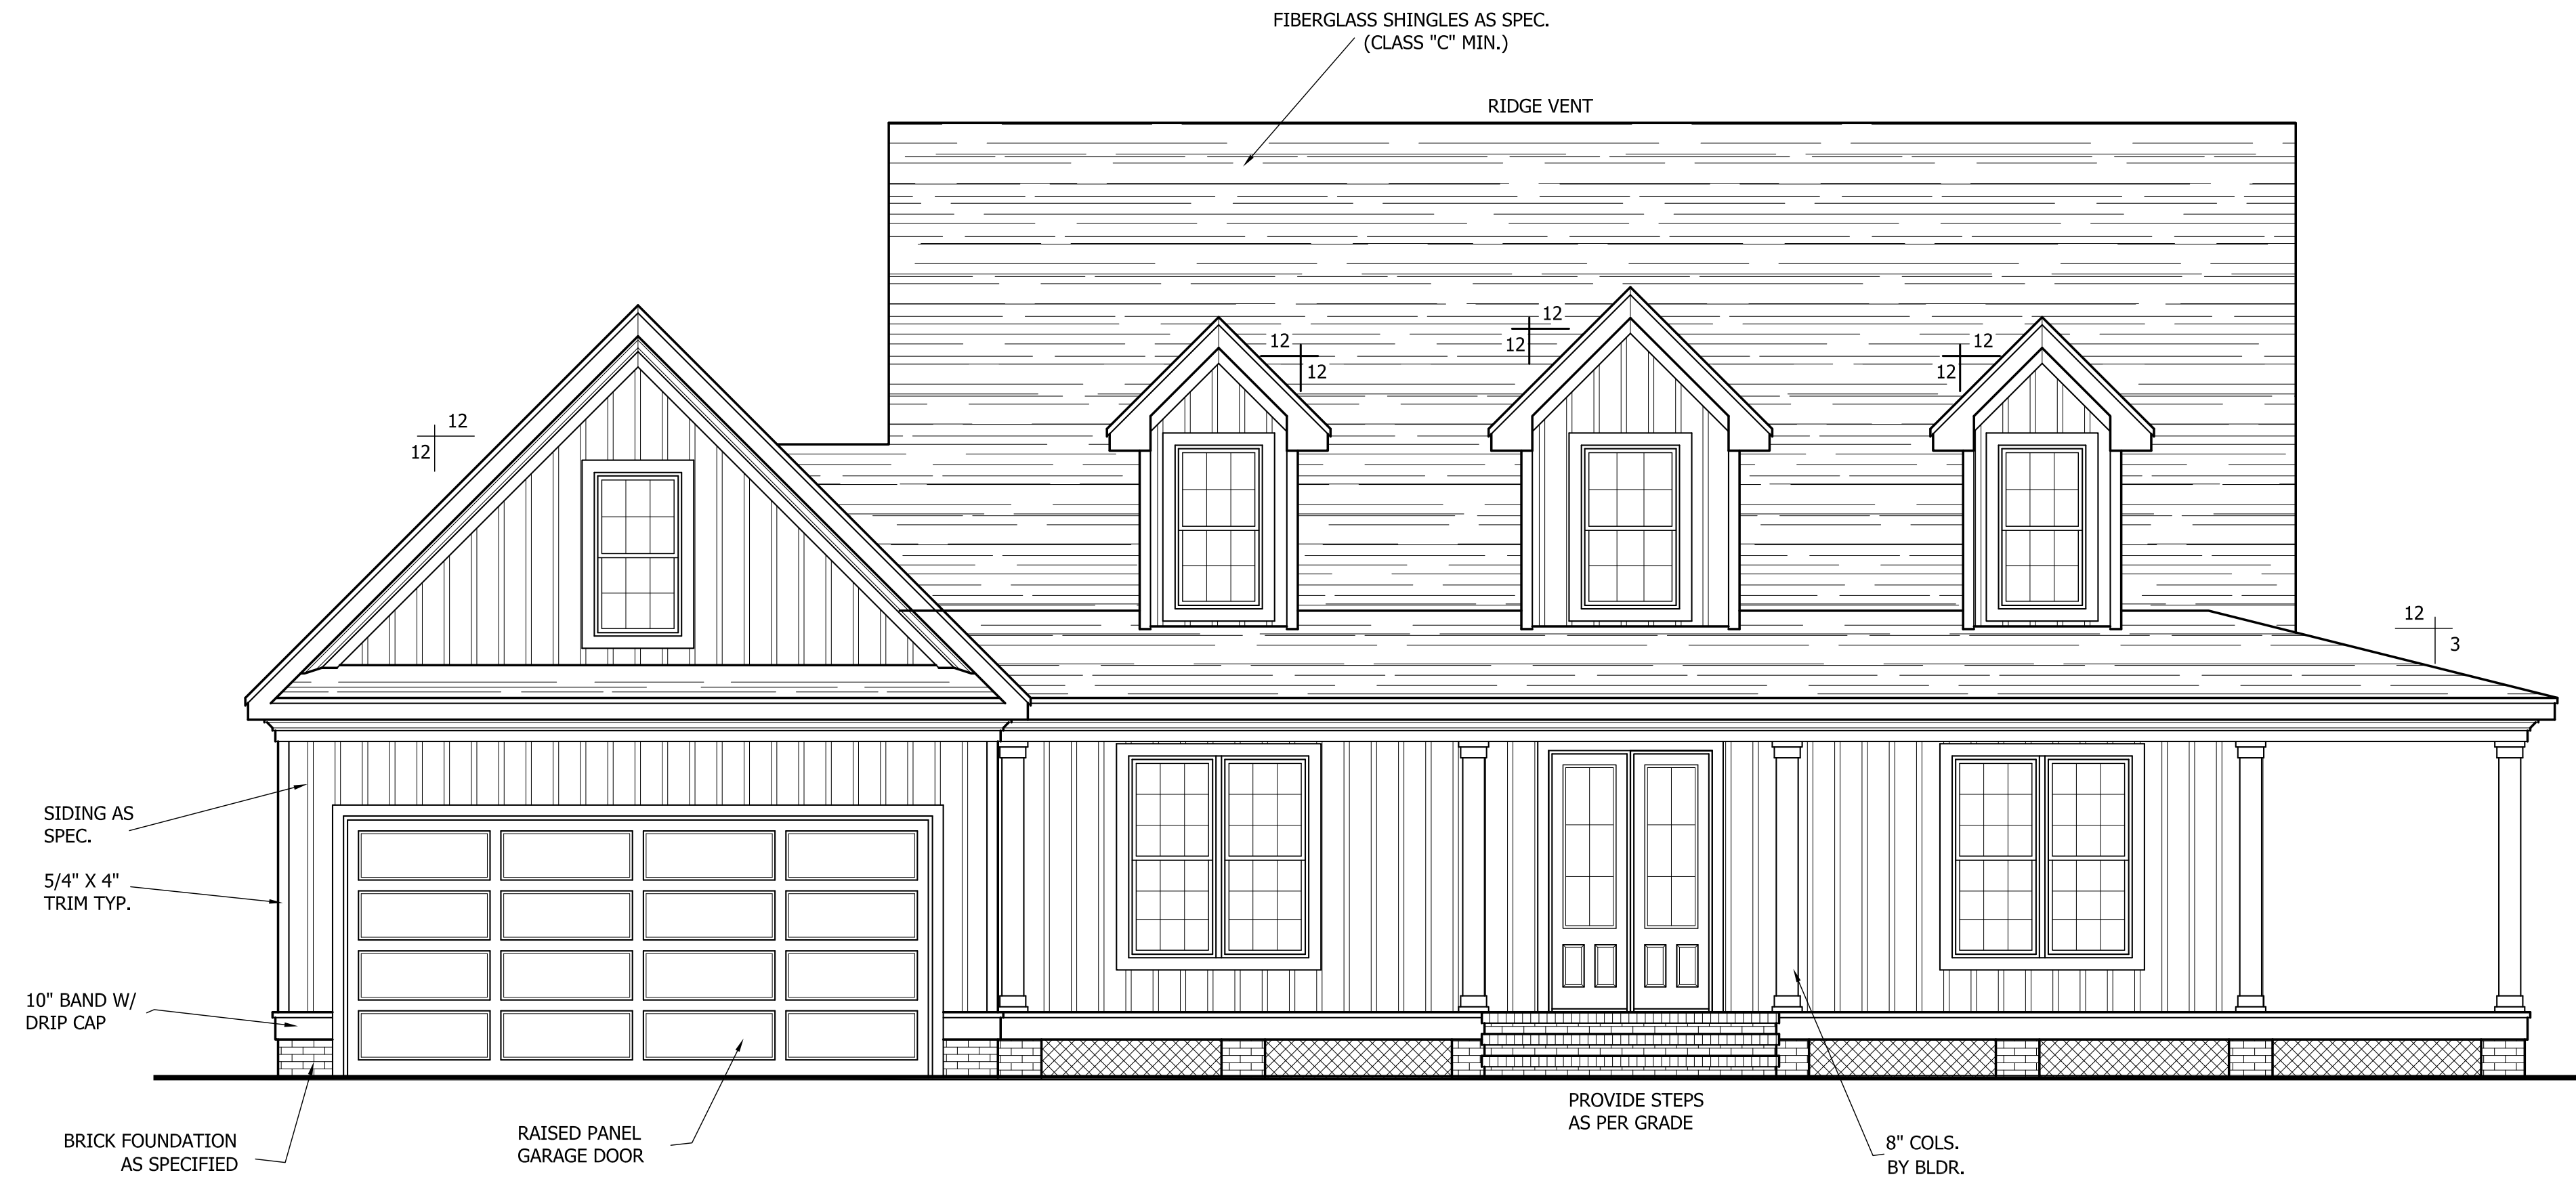 FIBERGLASS SHINGLES AS SPEC.
(CLASS "C" MIN.)
RIDGE VENT
12
12
12
12
12
12
12
12
12
3
SIDING AS
SPEC.
5/4" X 4"
TRIM TYP.
10" BAND W/
DRIP CAP
BRICK FOUNDATION
AS SPECIFIED
RAISED PANEL
GARAGE DOOR
PROVIDE STEPS
AS PER GRADE
8" COLS.
BY BLDR.